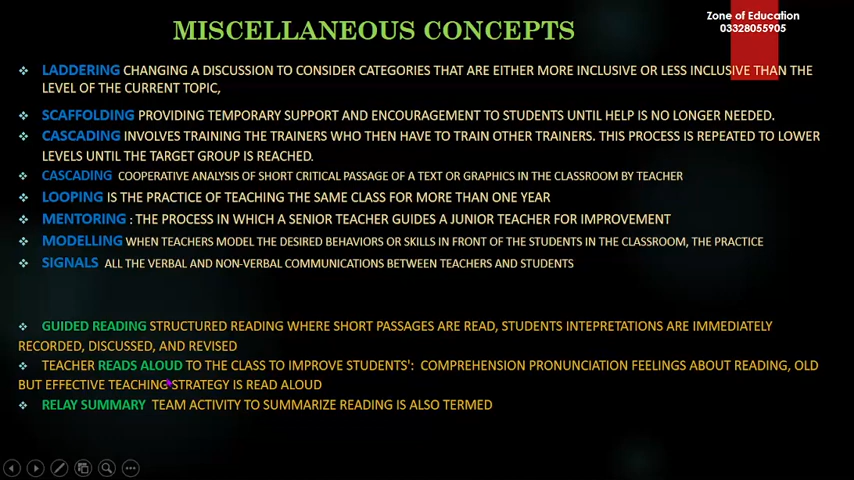 Zone of Education
03328055905
MISCELLANEOUS CONCEPTS
❖ LADDERING CHANGING A DISCUSSION TO CONSIDER CATEGORIES THAT ARE EITHER MORE INCLUSIVE OR LESS INCLUSIVE THAN THE
LEVEL OF THE CURRENT TOPIC,
❖ SCAFFOLDING PROVIDING TEMPORARY SUPPORT AND ENCOURAGEMENT TO STUDENTS UNTIL HELP IS NO LONGER NEEDED.
❖ CASCADING INVOLVES TRAINING THE TRAINERS WHO THEN HAVE TO TRAIN OTHER TRAINERS. THIS PROCESS IS REPEATED TO LOWER
LEVELS UNTIL THE TARGET GROUP IS REACHED.
❖ CASCADING COOPERATIVE ANALYSIS OF SHORT CRITICAL PASSAGE OF A TEXT OR GRAPHICS IN THE CLASSROOM BY TEACHER
❖ LOOPING IS THE PRACTICE OF TEACHING THE SAME CLASS FOR MORE THAN ONE YEAR
❖ MENTORING : THE PROCESS IN WHICH A SENIOR TEACHER GUIDES A JUNIOR TEACHER FOR IMPROVEMENT
❖ MODELLING WHEN TEACHERS MODEL THE DESIRED BEHAVIORS OR SKILLS IN FRONT OF THE STUDENTS IN THE CLASSROOM, THE PRACTICE
❖ SIGNALS ALL THE VERBAL AND NON-VERBAL COMMUNICATIONS BETWEEN TEACHERS AND STUDENTS
❖ GUIDED READING STRUCTURED READING WHERE SHORT PASSAGES ARE READ, STUDENTS INTEPRETATIONS ARE IMMEDIATELY
RECORDED, DISCUSSED, AND REVISED
❖ TEACHER READS ALOUD TO THE CLASS TO IMPROVE STUDENTS': COMPREHENSION PRONUNCIATION FEELINGS ABOUT READING, OLD
BUT EFFECTIVE TEACHING STRATEGY IS READ ALOUD
❖ RELAY SUMMARY TEAM ACTIVITY TO SUMMARIZE READING IS ALSO TERMED